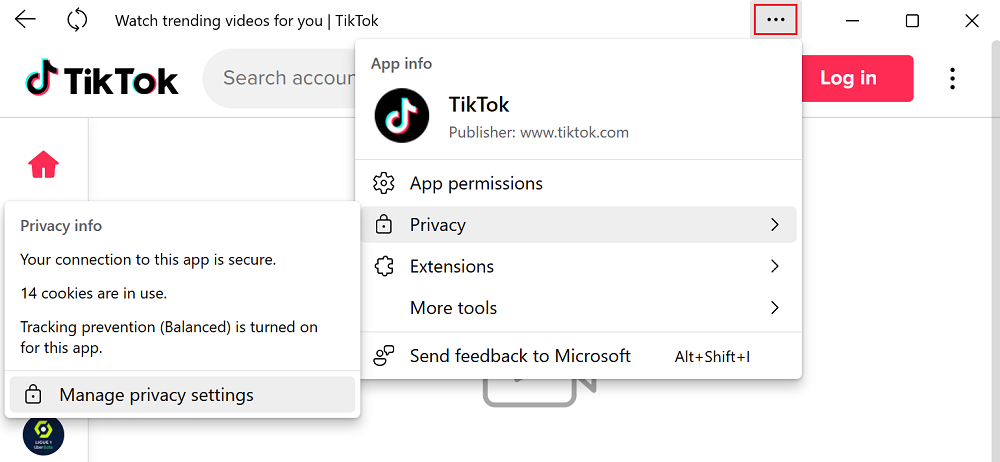 Watch trending videos for you | TikTok
TikTok
Search accoun
Log in
App info
TikTok
Publisher: www.tiktok.com
App permissions
Privacy
Extensions
More tools
Send feedback to Microsoft Alt+Shift+I
Privacy info
Your connection to this app is secure.
14 cookies are in use.
Tracking prevention (Balanced) is turned on
for this app.
Manage privacy settings
LIGUE 1
Uber Eats